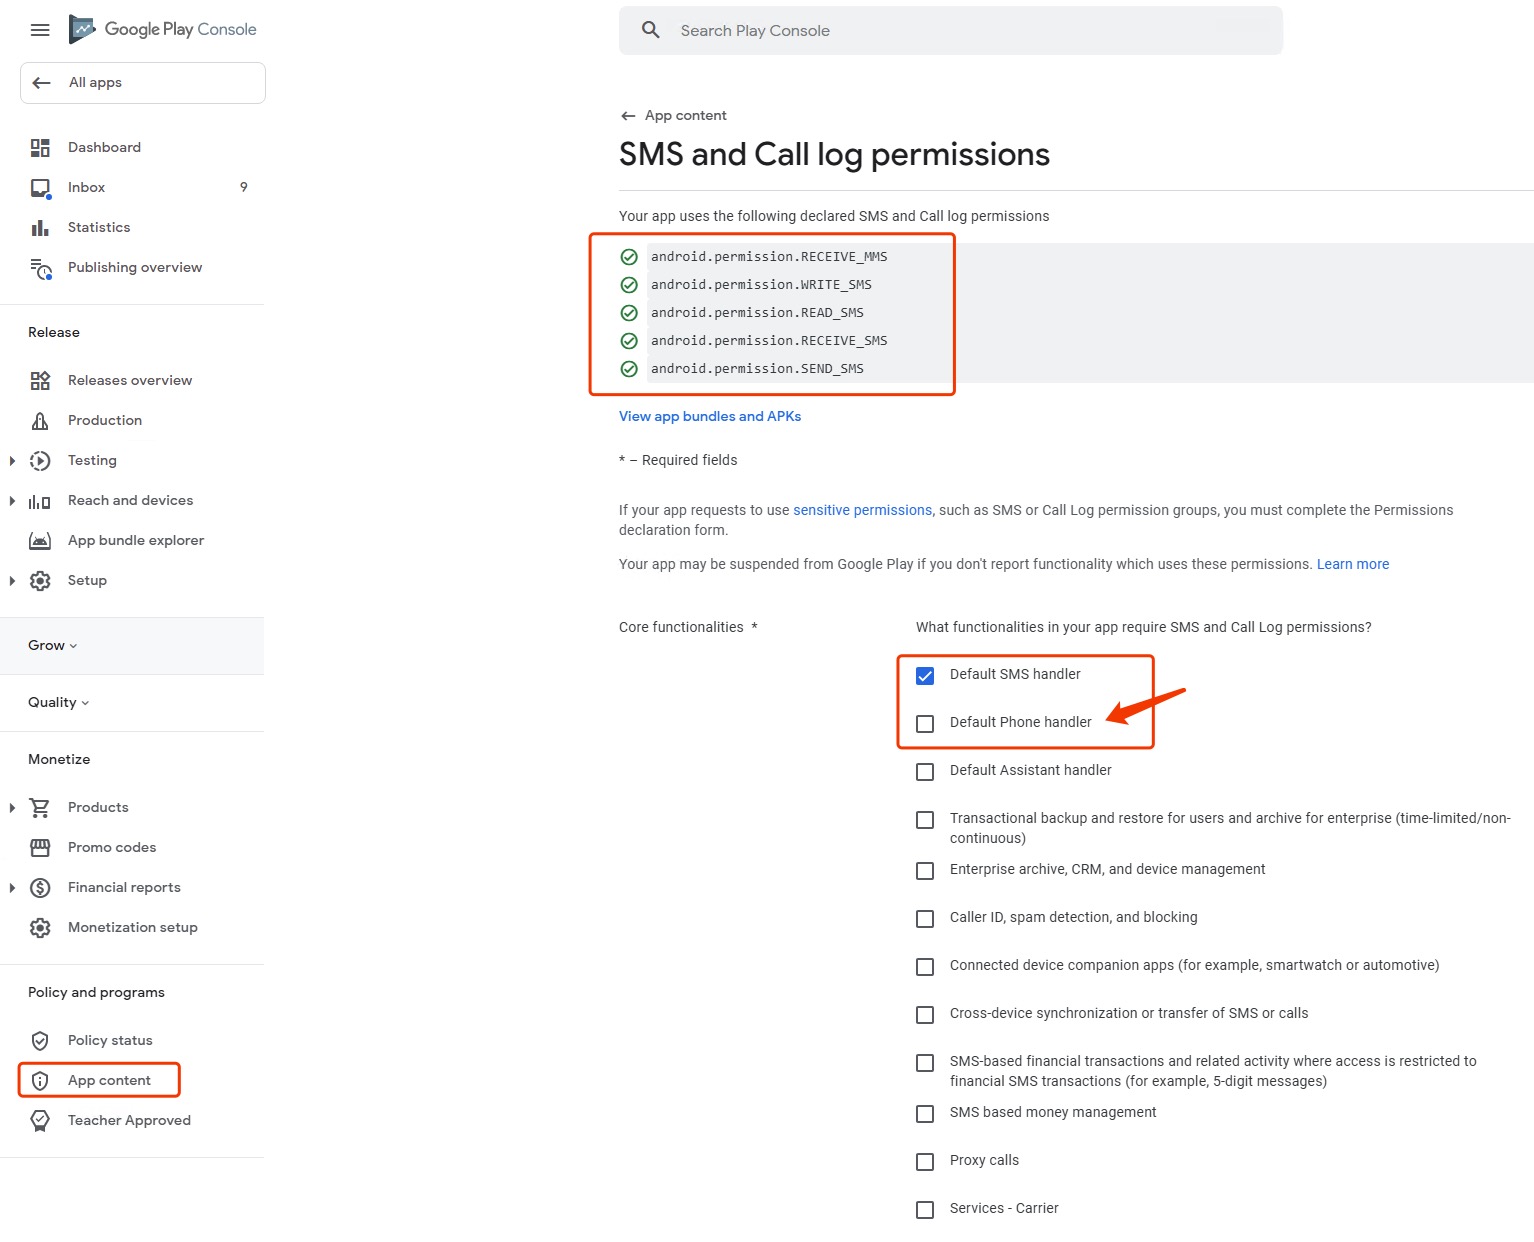 Google Play Console
Search Play Console
All apps
Dashboard
Inbox 9
Statistics
Publishing overview
Release
Releases overview
Production
Testing
Reach and devices
App bundle explorer
Setup
Grow
Quality
Monetize
Products
Promo codes
Financial reports
Monetization setup
Policy and programs
Policy status
App content
Teacher Approved
App content
SMS and Call log permissions
Your app uses the following declared SMS and Call log permissions
android.permission.RECEIVE_MMS
android.permission.WRITE_SMS
android.permission.READ_SMS
android.permission.RECEIVE_SMS
android.permission.SEND_SMS
View app bundles and APKs
* – Required fields
If your app requests to use sensitive permissions, such as SMS or Call Log permission groups, you must complete the Permissions
declaration form.
Your app may be suspended from Google Play if you don't report functionality which uses these permissions. Learn more
Core functionalities *
What functionalities in your app require SMS and Call Log permissions?
Default SMS handler
Default Phone handler
Default Assistant handler
Transactional backup and restore for users and archive for enterprise (time-limited/non-
continuous)
Enterprise archive, CRM, and device management
Caller ID, spam detection, and blocking
Connected device companion apps (for example, smartwatch or automotive)
Cross-device synchronization or transfer of SMS or calls
SMS-based financial transactions and related activity where access is restricted to
financial SMS transactions (for example, 5-digit messages)
SMS based money management
Proxy calls
Services - Carrier